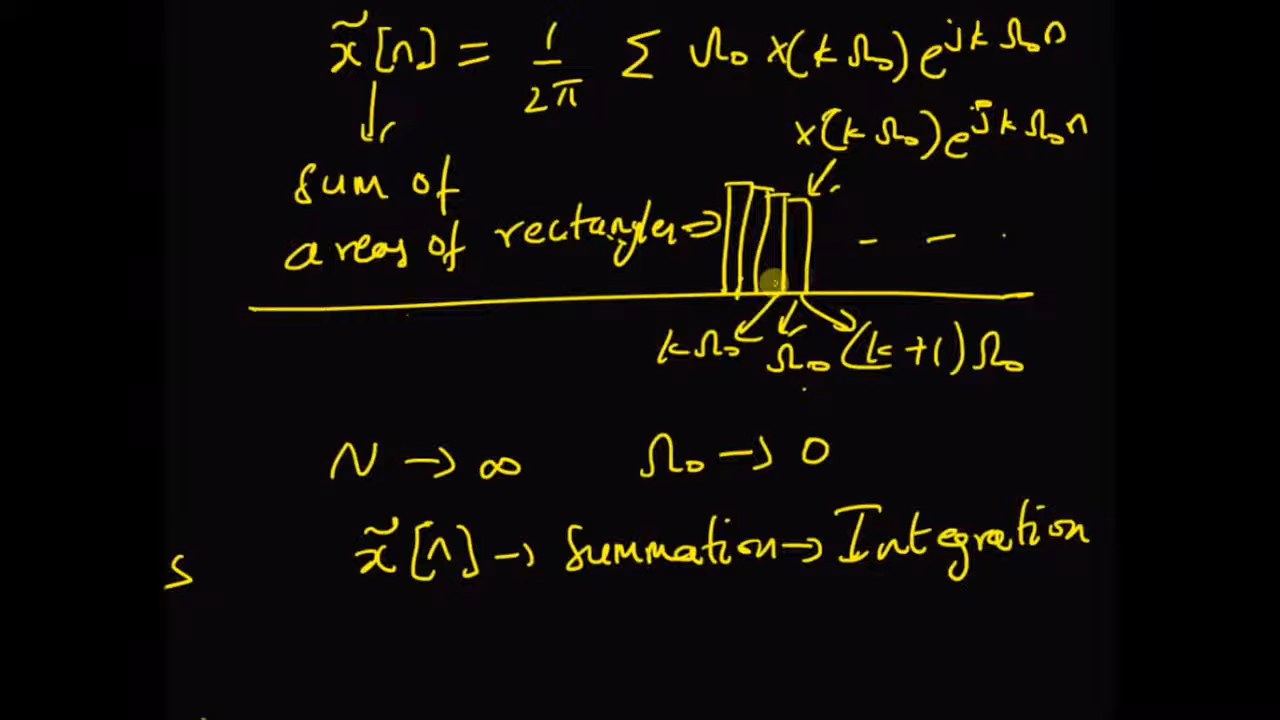 x̃[n] = 1/2π Σ Ω₀ X(kΩ₀) e^{jkΩ₀n}
X(kΩ₀) e^{jkΩ₀n}
sum of
areas of rectangles ⇒
kΩ₀ Ω₀ (k+1)Ω₀
N → ∞ Ω₀ → 0
x̃[n] → Summation → Integration
S